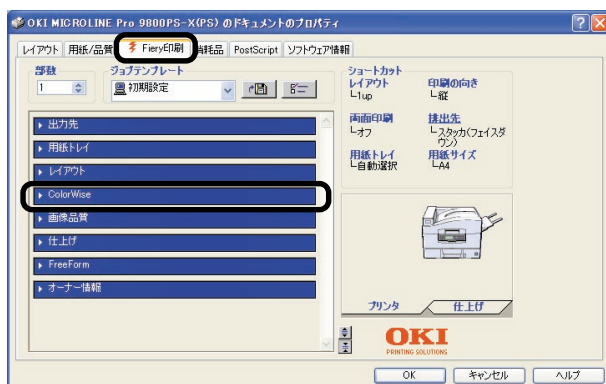 OKI MICROLINE Pro 9800PS-X(PS) のドキュメントのプロパティ
レイアウト 用紙/品質 Fiery印刷 消耗品 PostScript ソフトウェア情報
部数
1
ジョブテンプレート
初期設定
出力先
用紙トレイ
レイアウト
ColorWise
画像品質
仕上げ
FreeForm
オーナー情報
ショートカット
レイアウト
1up
印刷の向き
縦
両面印刷
オフ
排出先
スタッカ(フェイスダ
ウン)
用紙トレイ
自動選択
用紙サイズ
A4
プリンタ 仕上げ
OKI
PRINTING SOLUTIONS
OK キャンセル ヘルプ